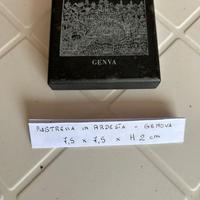 GENVA
PIASTRELLA IN ARDESIA - GENOVA
7,5 x 7,5 x H 2 cm